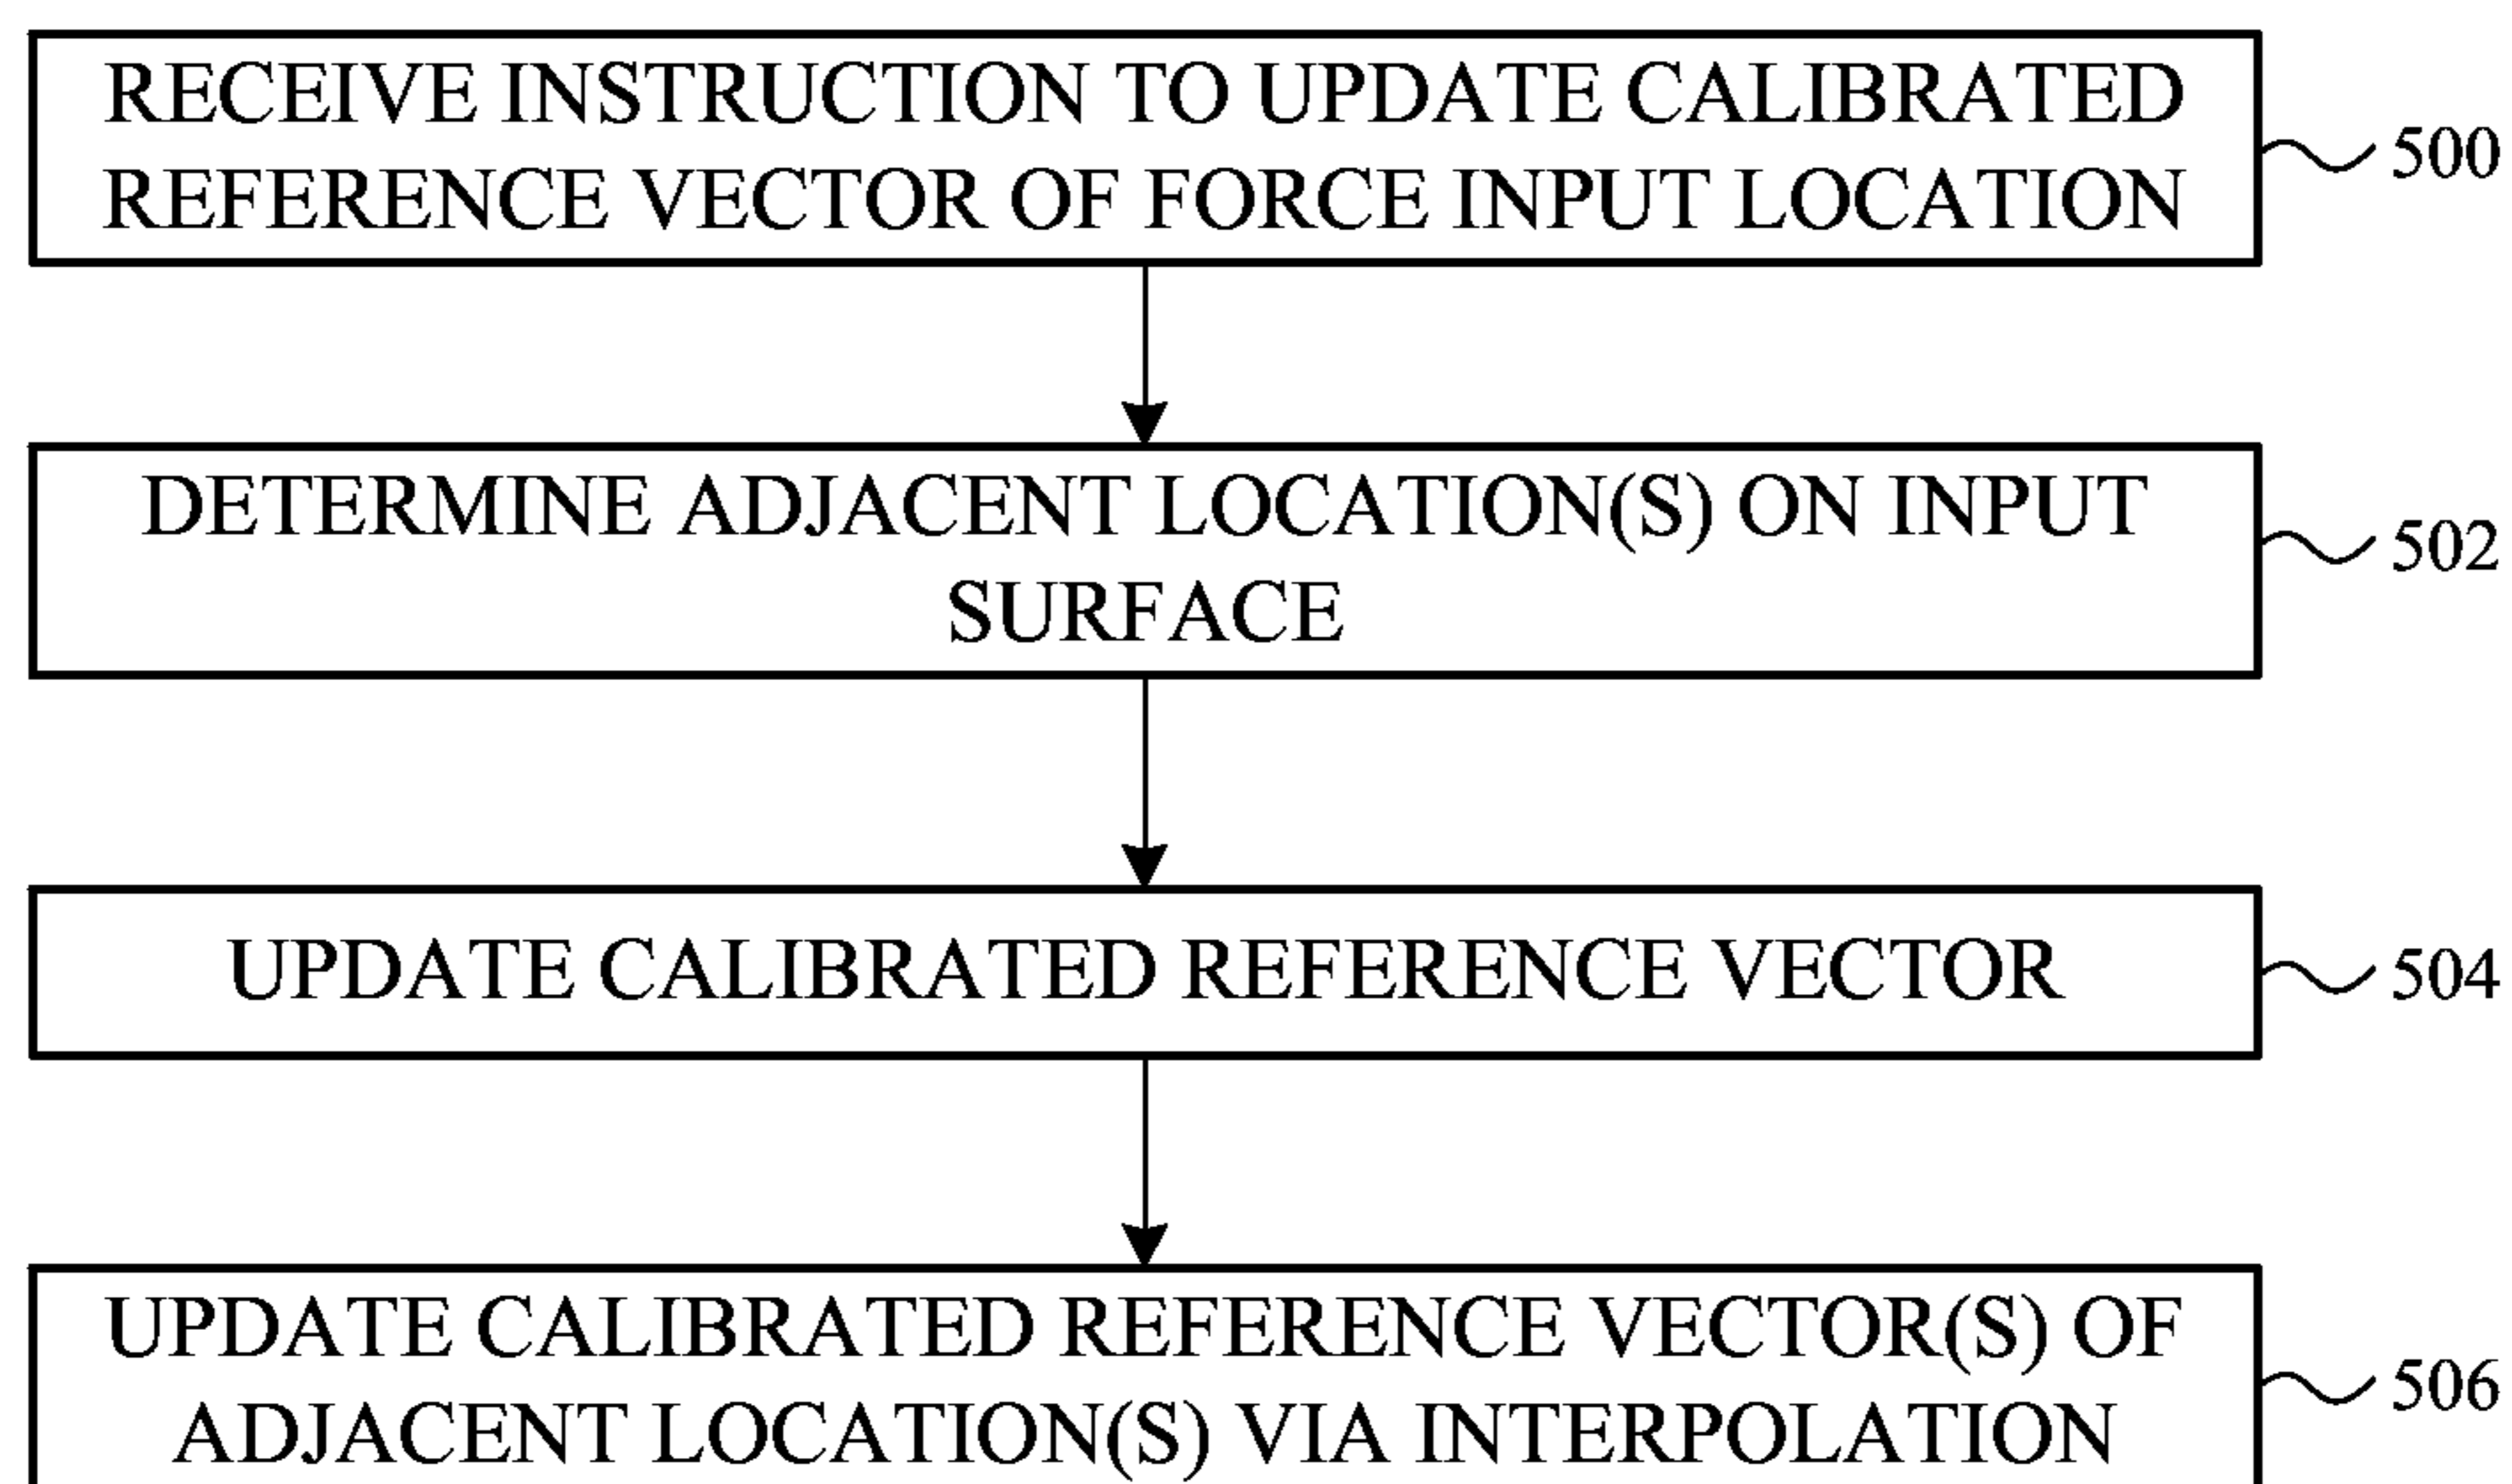 RECEIVE INSTRUCTION TO UPDATE CALIBRATED
REFERENCE VECTOR OF FORCE INPUT LOCATION
500
DETERMINE ADJACENT LOCATION(S) ON INPUT
SURFACE
502
UPDATE CALIBRATED REFERENCE VECTOR
504
UPDATE CALIBRATED REFERENCE VECTOR(S) OF
ADJACENT LOCATION(S) VIA INTERPOLATION
506